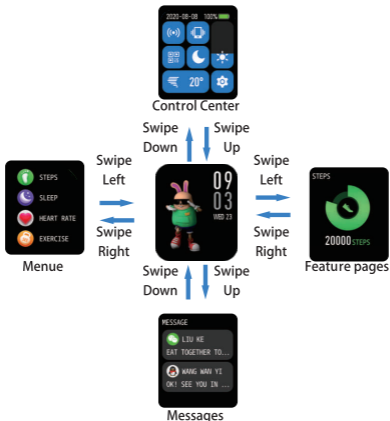 2020-08-08 100%
20°
Control Center
Swipe Down
Swipe Up
STEPS
SLEEP
HEART RATE
EXERCISE
Menue
Swipe Left
Swipe Right
09
03
WED 23
Swipe Left
Swipe Right
STEPS
20000 STEPS
Feature pages
Swipe Down
Swipe Up
MESSAGE
LIU KE
EAT TOGETHER TO...
WANG WAN YI
OK! SEE YOU IN ...
Messages